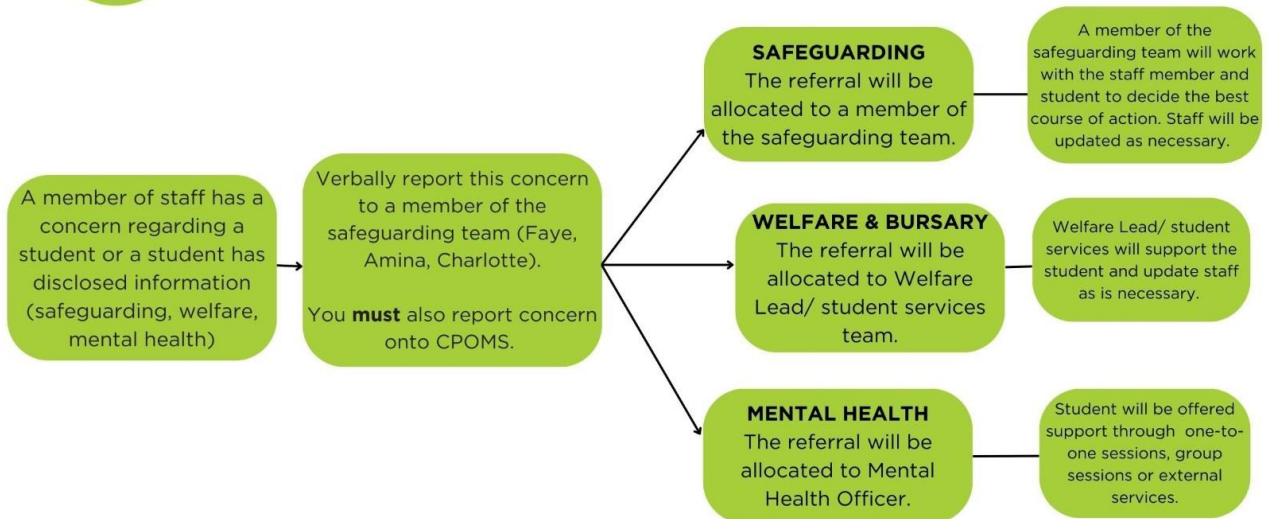 A member of staff has a
concern regarding a
student or a student has
disclosed information
(safeguarding, welfare,
mental health)
Verbally report this concern
to a member of the
safeguarding team (Faye,
Amina, Charlotte).
You must also report concern
onto CPOMS.
SAFEGUARDING
The referral will be
allocated to a member of
the safeguarding team.
A member of the
safeguarding team will work
with the staff member and
student to decide the best
course of action. Staff will be
updated as necessary.
WELFARE & BURSARY
The referral will be
allocated to Welfare
Lead/ student services
team.
Welfare Lead/ student
services will support the
student and update staff
as is necessary.
MENTAL HEALTH
The referral will be
allocated to Mental
Health Officer.
Student will be offered
support through one-to-
one sessions, group
sessions or external
services.